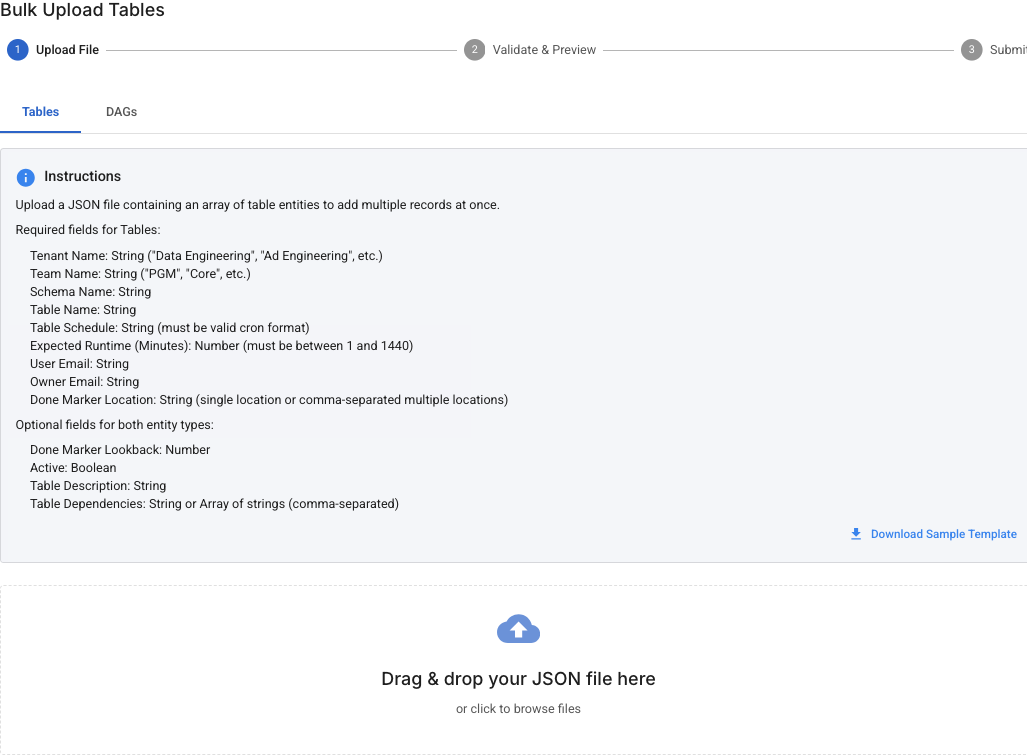 Bulk Upload Tables
1 Upload File
2 Validate & Preview
3 Submit
Tables
DAGs
Instructions
Upload a JSON file containing an array of table entities to add multiple records at once.
Required fields for Tables:
Tenant Name: String ("Data Engineering", "Ad Engineering", etc.)
Team Name: String ("PGM", "Core", etc.)
Schema Name: String
Table Name: String
Table Schedule: String (must be valid cron format)
Expected Runtime (Minutes): Number (must be between 1 and 1440)
User Email: String
Owner Email: String
Done Marker Location: String (single location or comma-separated multiple locations)
Optional fields for both entity types:
Done Marker Lookback: Number
Active: Boolean
Table Description: String
Table Dependencies: String or Array of strings (comma-separated)
Download Sample Template
Drag & drop your JSON file here
or click to browse files